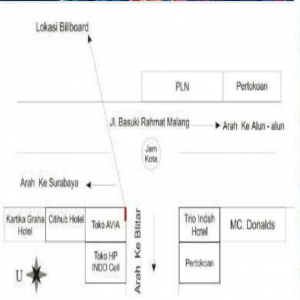 Lokasi Billboard
PLN
Pertokoan
Jl. Basuki Rahmat Malang
Arah Ke Alun - alun
Jam
Kota
Arah Ke Surabaya
Kartika Graha
Hotel
Citihub Hotel
Toko AVIA
Arah Ke Blitar
Trio Indah
Hotel
MC. Donalds
Toko HP
INDO Cell
Pertokoan
U